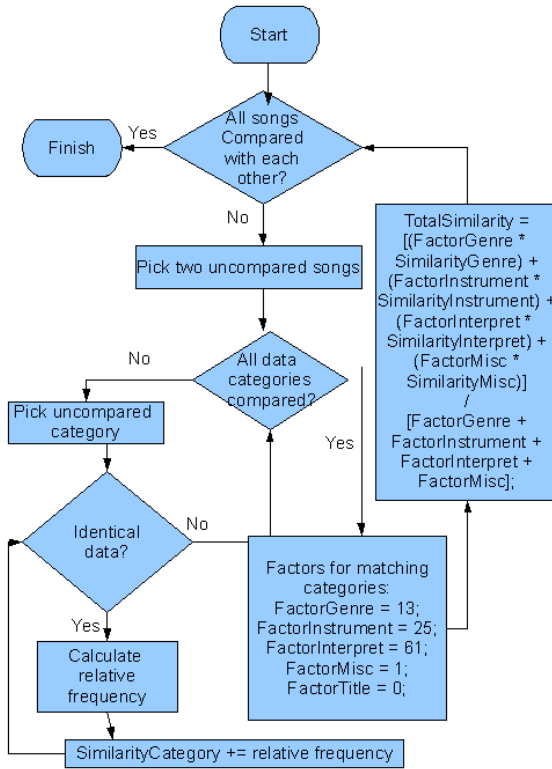 Start
All songs
Compared
with each
other?
Yes
Finish
No
Pick two uncompared songs
All data
categories
compared?
No
Pick uncompared
category
Yes
Identical
data?
No
Yes
Calculate
relative
frequency
SimilarityCategory += relative frequency
Factors for matching
categories:
FactorGenre = 13;
FactorInstrument = 25;
FactorInterpret = 61;
FactorMisc = 1;
FactorTitle = 0;
TotalSimilarity =
[(FactorGenre *
SimilarityGenre) +
(FactorInstrument *
SimilarityInstrument) +
(FactorInterpret *
SimilarityInterpret) +
(FactorMisc *
SimilarityMisc)]
/
[FactorGenre +
FactorInstrument +
FactorInterpret +
FactorMisc];